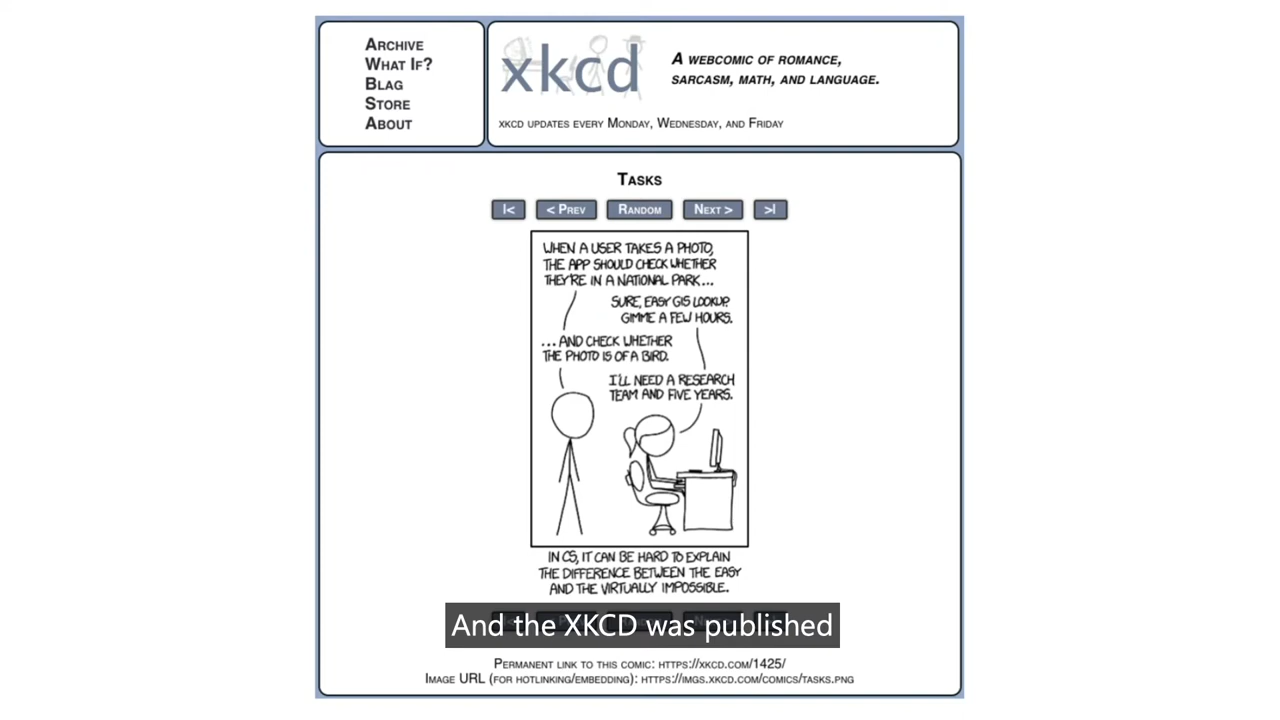 ARCHIVE
WHAT IF?
BLAG
STORE
ABOUT
xkcd
A WEBCOMIC OF ROMANCE,
SARCASM, MATH, AND LANGUAGE.
XKCD UPDATES EVERY MONDAY, WEDNESDAY, AND FRIDAY
TASKS
|< < PREV RANDOM NEXT > >|
WHEN A USER TAKES A PHOTO,
THE APP SHOULD CHECK WHETHER
THEY'RE IN A NATIONAL PARK...
SURE, EASY GIS LOOKUP.
GIMME A FEW HOURS.
...AND CHECK WHETHER
THE PHOTO IS OF A BIRD.
I'LL NEED A RESEARCH
TEAM AND FIVE YEARS.
IN CS, IT CAN BE HARD TO EXPLAIN
THE DIFFERENCE BETWEEN THE EASY
AND THE VIRTUALLY IMPOSSIBLE.
And the XKCD was published
PERMANENT LINK TO THIS COMIC: HTTPS://XKCD.COM/1425/
IMAGE URL (FOR HOTLINKING/EMBEDDING): HTTPS://IMGS.XKCD.COM/COMICS/TASKS.PNG